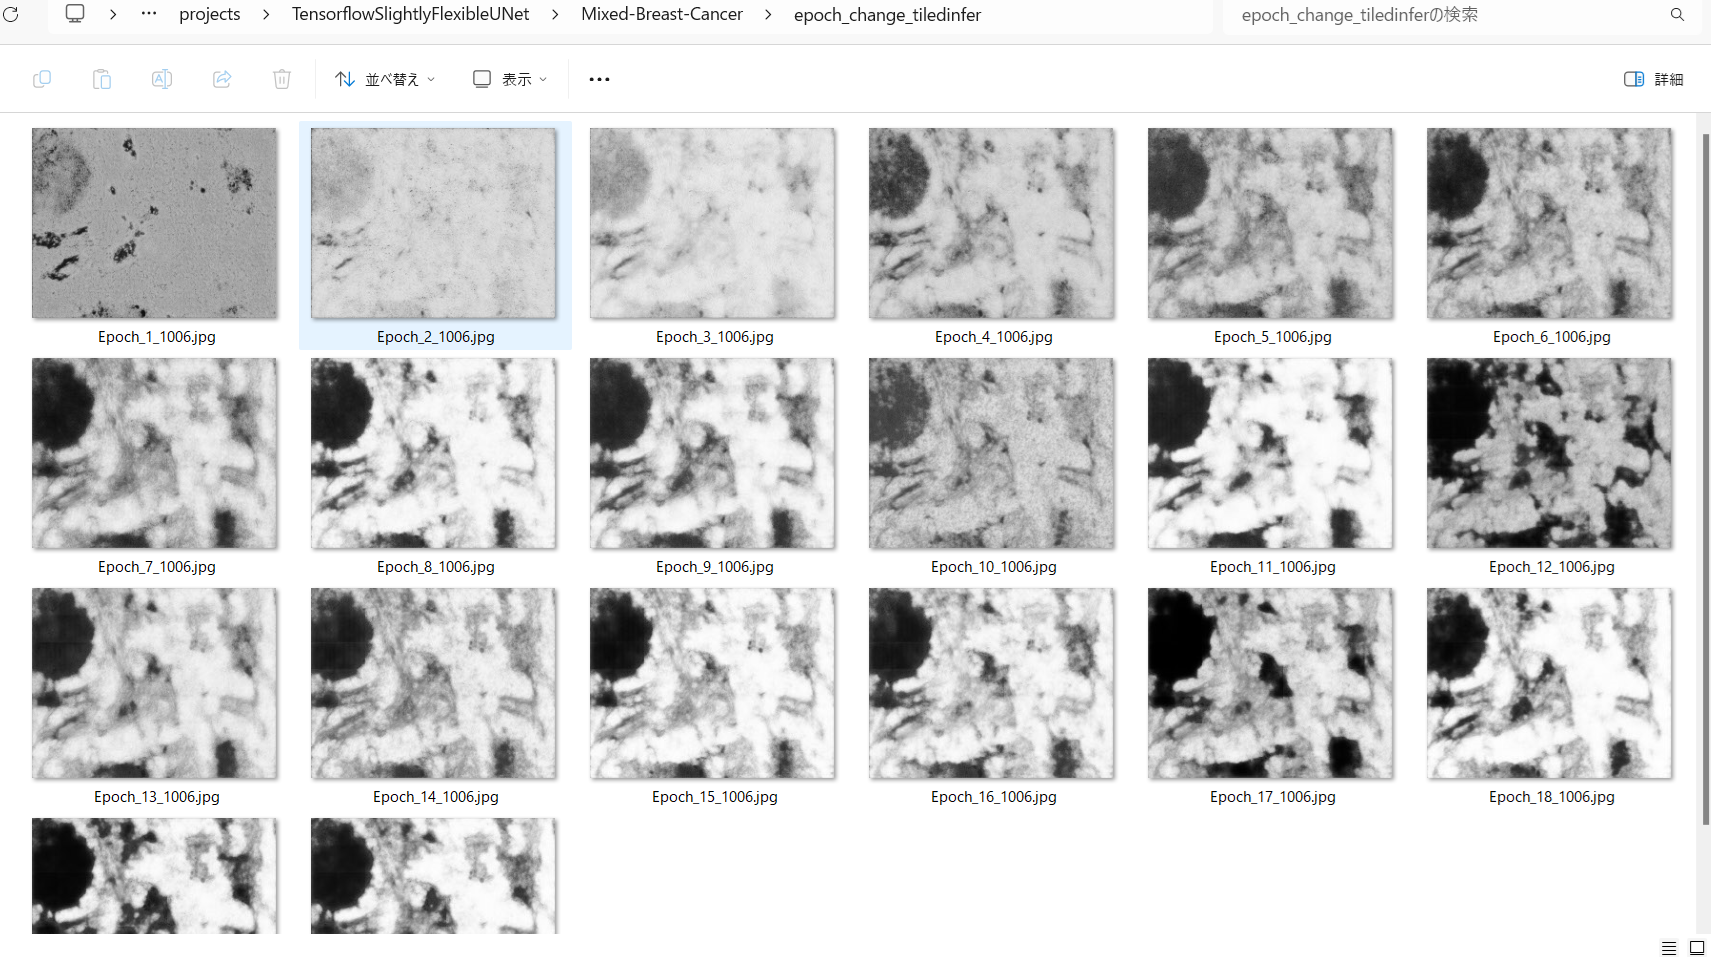 … projects > TensorflowSlightlyFlexibleUNet > Mixed-Breast-Cancer > epoch_change_tiledinfer
epoch_change_tiledinferの検索
並べ替え
表示
詳細
Epoch_1_1006.jpg Epoch_2_1006.jpg Epoch_3_1006.jpg Epoch_4_1006.jpg Epoch_5_1006.jpg Epoch_6_1006.jpg
Epoch_7_1006.jpg Epoch_8_1006.jpg Epoch_9_1006.jpg Epoch_10_1006.jpg Epoch_11_1006.jpg Epoch_12_1006.jpg
Epoch_13_1006.jpg Epoch_14_1006.jpg Epoch_15_1006.jpg Epoch_16_1006.jpg Epoch_17_1006.jpg Epoch_18_1006.jpg